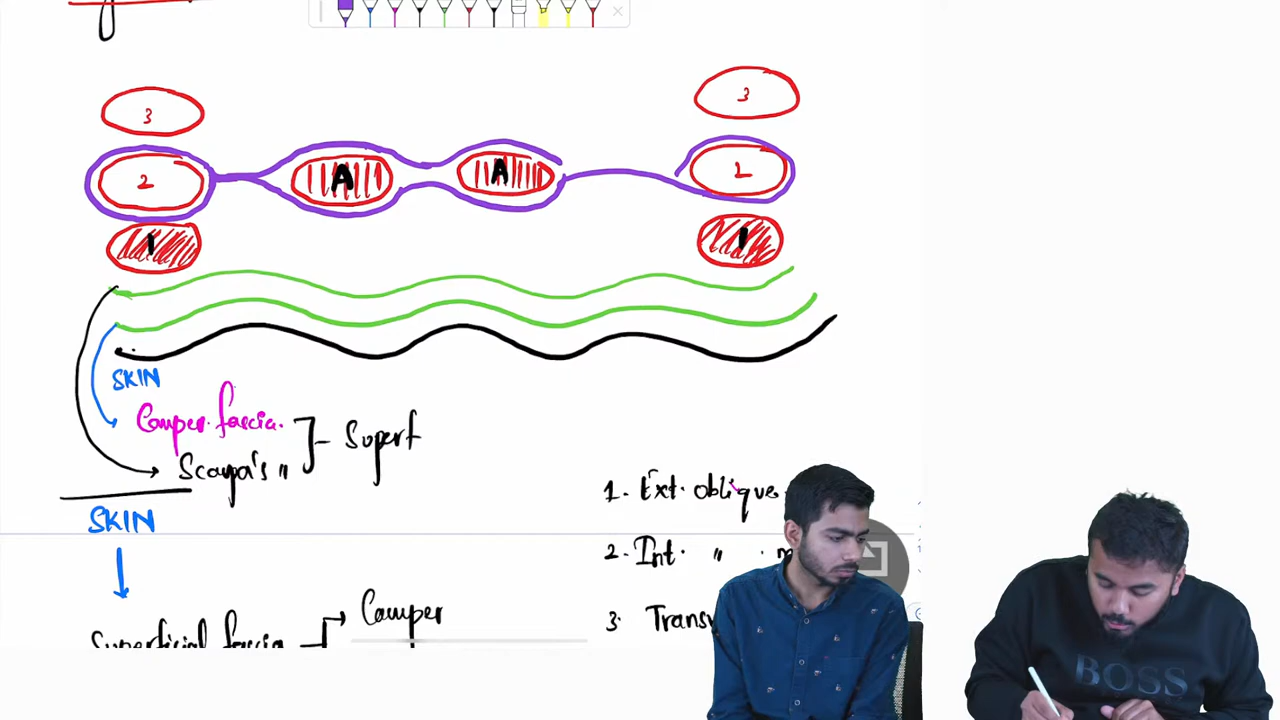 3
3
2
A
A
2
1
1
SKIN
Camper fascia.
Scarpa's "
Superf
SKIN
1. Ext. oblique
2. Int. "
Superficial fascia
Camper
3. Trans
BOSS